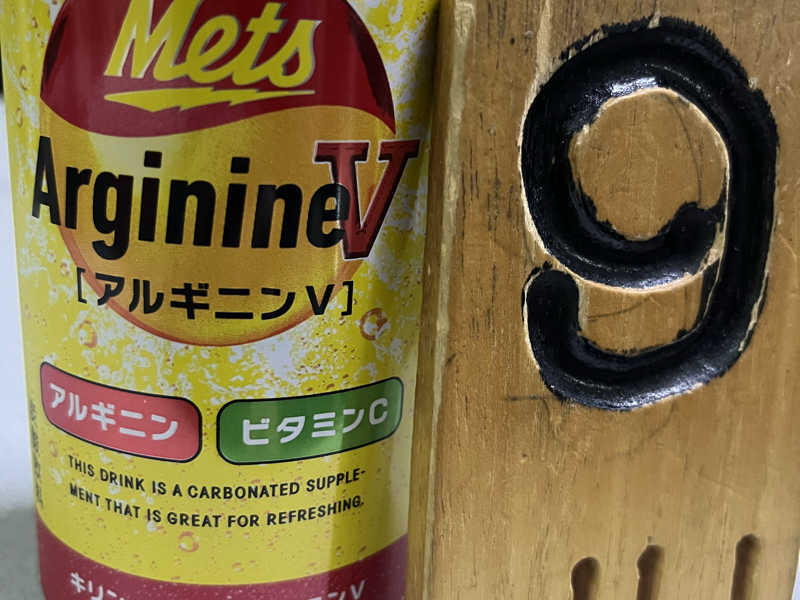 Mets
Arginine V
[アルギニンV]
アルギニン
ビタミンC
THIS DRINK IS A CARBONATED SUPPLE-
MENT THAT IS GREAT FOR REFRESHING.
9